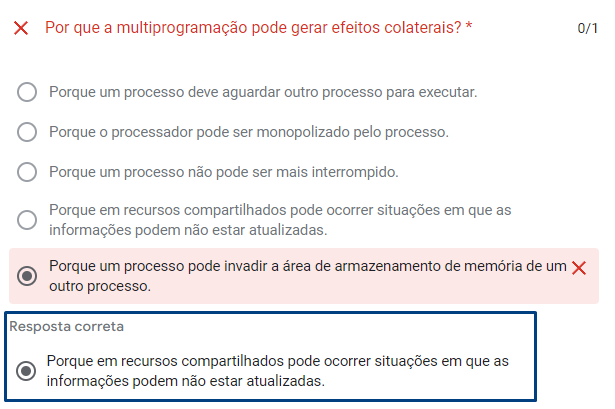 Por que a multiprogramação pode gerar efeitos colaterais? *
0/1
Porque um processo deve aguardar outro processo para executar.
Porque o processador pode ser monopolizado pelo processo.
Porque um processo não pode ser mais interrompido.
Porque em recursos compartilhados pode ocorrer situações em que as
informações podem não estar atualizadas.
Porque um processo pode invadir a área de armazenamento de memória de um
outro processo.
Resposta correta
Porque em recursos compartilhados pode ocorrer situações em que as
informações podem não estar atualizadas.